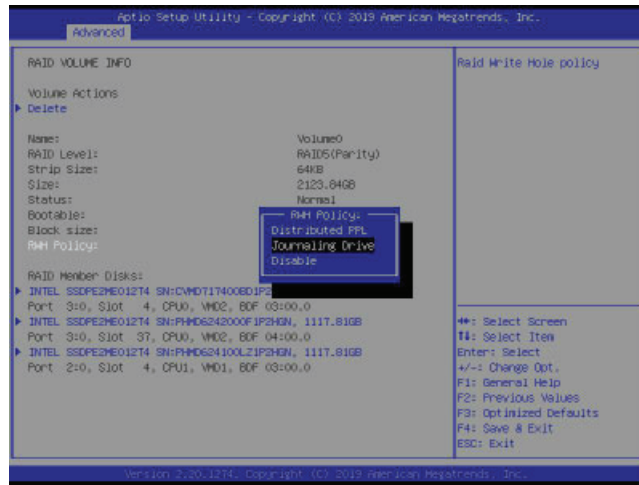 Aptio Setup Utility - Copyright (C) 2019 American Megatrends, Inc.
Advanced
RAID VOLUME INFO
Volume Actions
Delete
Name: Volume0
RAID Level: RAID5(Parity)
Strip Size: 64KB
Size: 2123.84GB
Status: Normal
Bootable:
Block size:
RWH Policy:
RWH Policy:
Distributed PPL
Journaling Drive
Disable
RAID Member Disks:
INTEL SSDPE2ME012T4 SN:CVMD717400BD1P2
Port 3:0, Slot 4, CPU0, VMD2, BDF 03:00.0
INTEL SSDPE2ME012T4 SN:PHMD6242000F1P2HGN, 1117.81GB
Port 3:0, Slot 37, CPU0, VMD2, BDF 04:00.0
INTEL SSDPE2ME012T4 SN:PHMD624100LZ1P2HGN, 1117.81GB
Port 2:0, Slot 4, CPU1, VMD1, BDF 03:00.0
Raid Write Hole policy
→←: Select Screen
↑↓: Select Item
Enter: Select
+/-: Change Opt.
F1: General Help
F2: Previous Values
F3: Optimized Defaults
F4: Save & Exit
ESC: Exit
Version 2.20.1274. Copyright (C) 2019 American Megatrends, Inc.